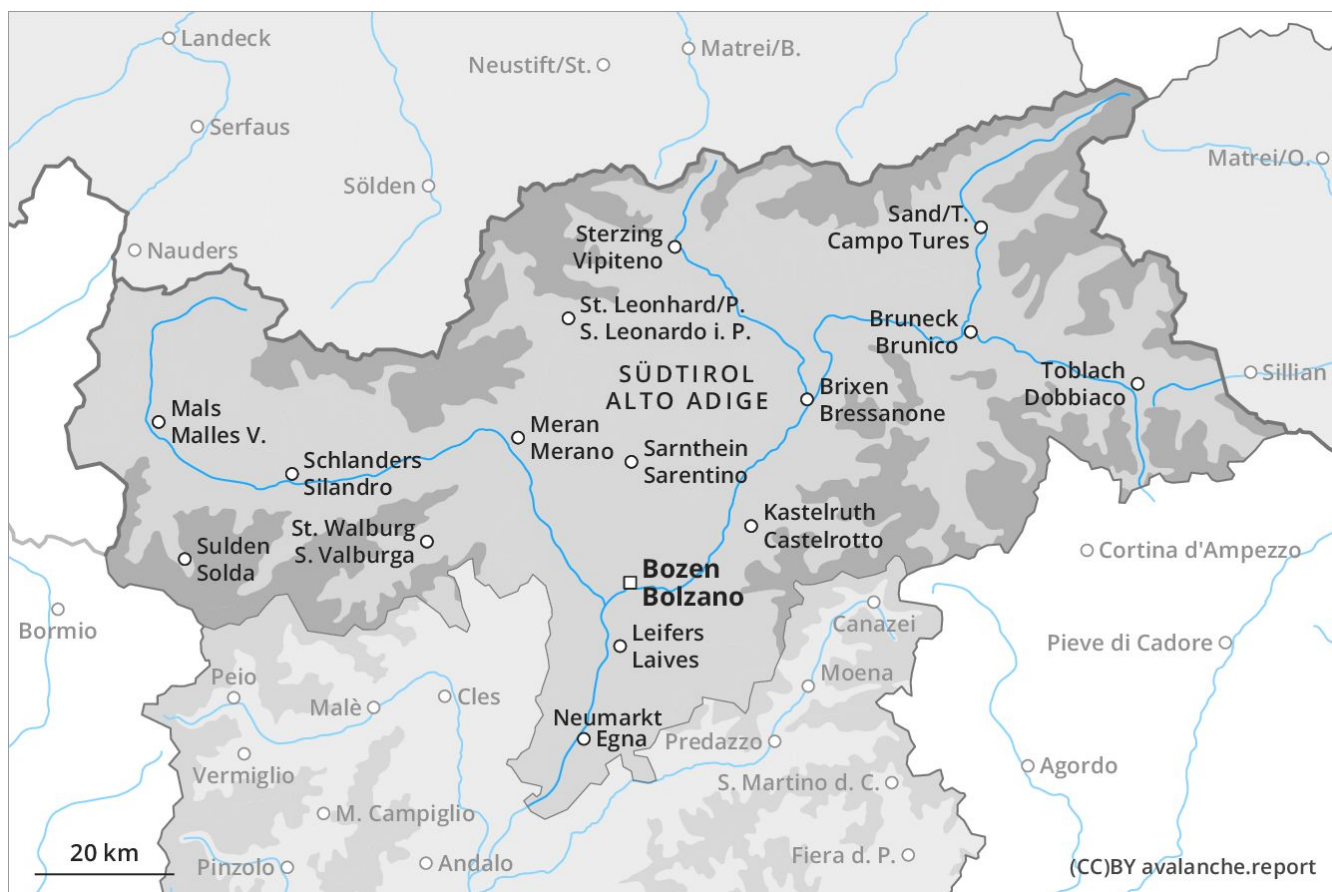 Landeck
Neustift/St.
Matrei/B.
Serfaus
Sölden
Matrei/O.
Nauders
Sterzing
Vipiteno
Sand/T.
Campo Tures
St. Leonhard/P.
S. Leonardo i. P.
Bruneck
Brunico
SÜDTIROL
ALTO ADIGE
Toblach
Dobbiaco
Sillian
Brixen
Bressanone
Mals
Malles V.
Meran
Merano
Sarnthein
Sarentino
Schlanders
Silandro
Kastelruth
Castelrotto
St. Walburg
S. Valburga
Sulden
Solda
Cortina d'Ampezzo
Bozen
Bolzano
Bormio
Canazei
Leifers
Laives
Pieve di Cadore
Peio
Moena
Malè
Cles
Neumarkt
Egna
Predazzo
Vermiglio
Agordo
S. Martino d. C.
M. Campiglio
20 km
Pinzolo
Andalo
Fiera d. P.
(CC)BY avalanche.report